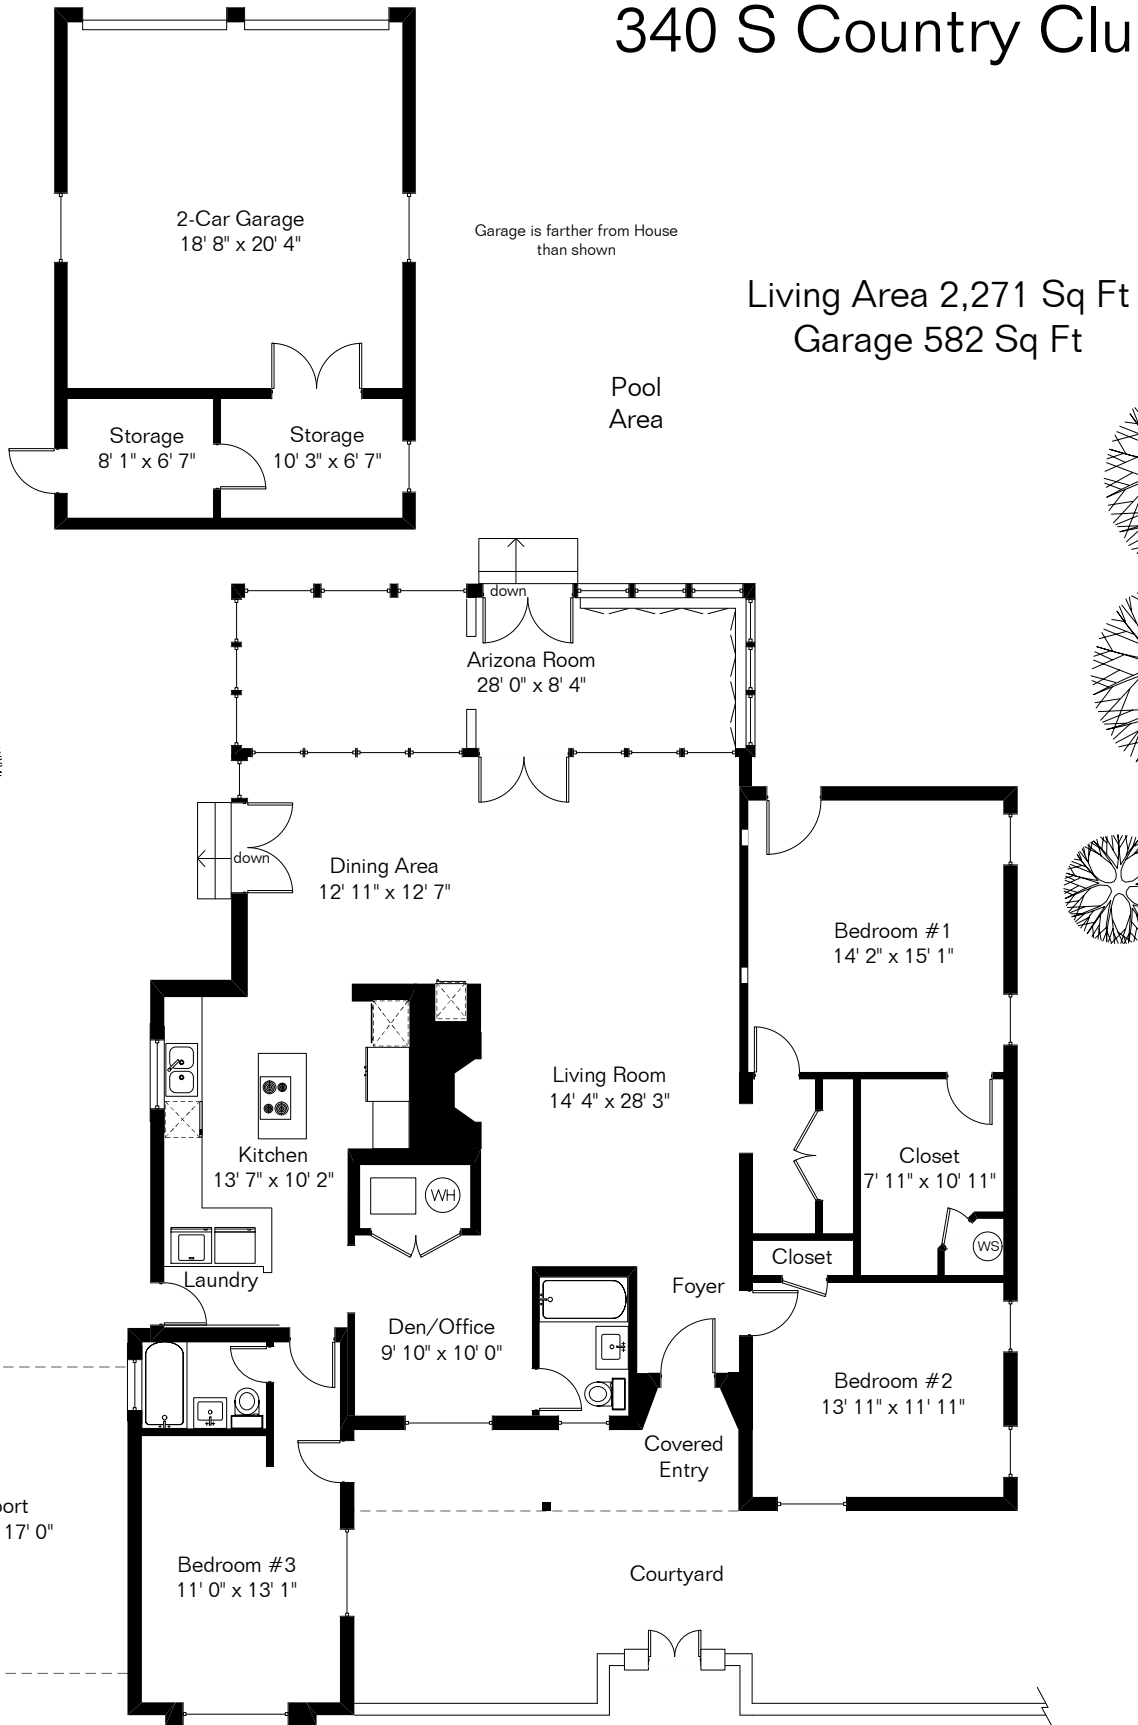 340 S Country Clu
2-Car Garage
18' 8" x 20' 4"
Garage is farther from House
than shown
Living Area 2,271 Sq Ft
Garage 582 Sq Ft
Pool
Area
Storage
8' 1" x 6' 7"
Storage
10' 3" x 6' 7"
down
Arizona Room
28' 0" x 8' 4"
down
Dining Area
12' 11" x 12' 7"
Bedroom #1
14' 2" x 15' 1"
Living Room
14' 4" x 28' 3"
Kitchen
13' 7" x 10' 2"
Closet
7' 11" x 10' 11"
WH
WS
Closet
Laundry
Foyer
Den/Office
9' 10" x 10' 0"
Bedroom #2
13' 11" x 11' 11"
Covered
Entry
ort
17' 0"
Bedroom #3
11' 0" x 13' 1"
Courtyard